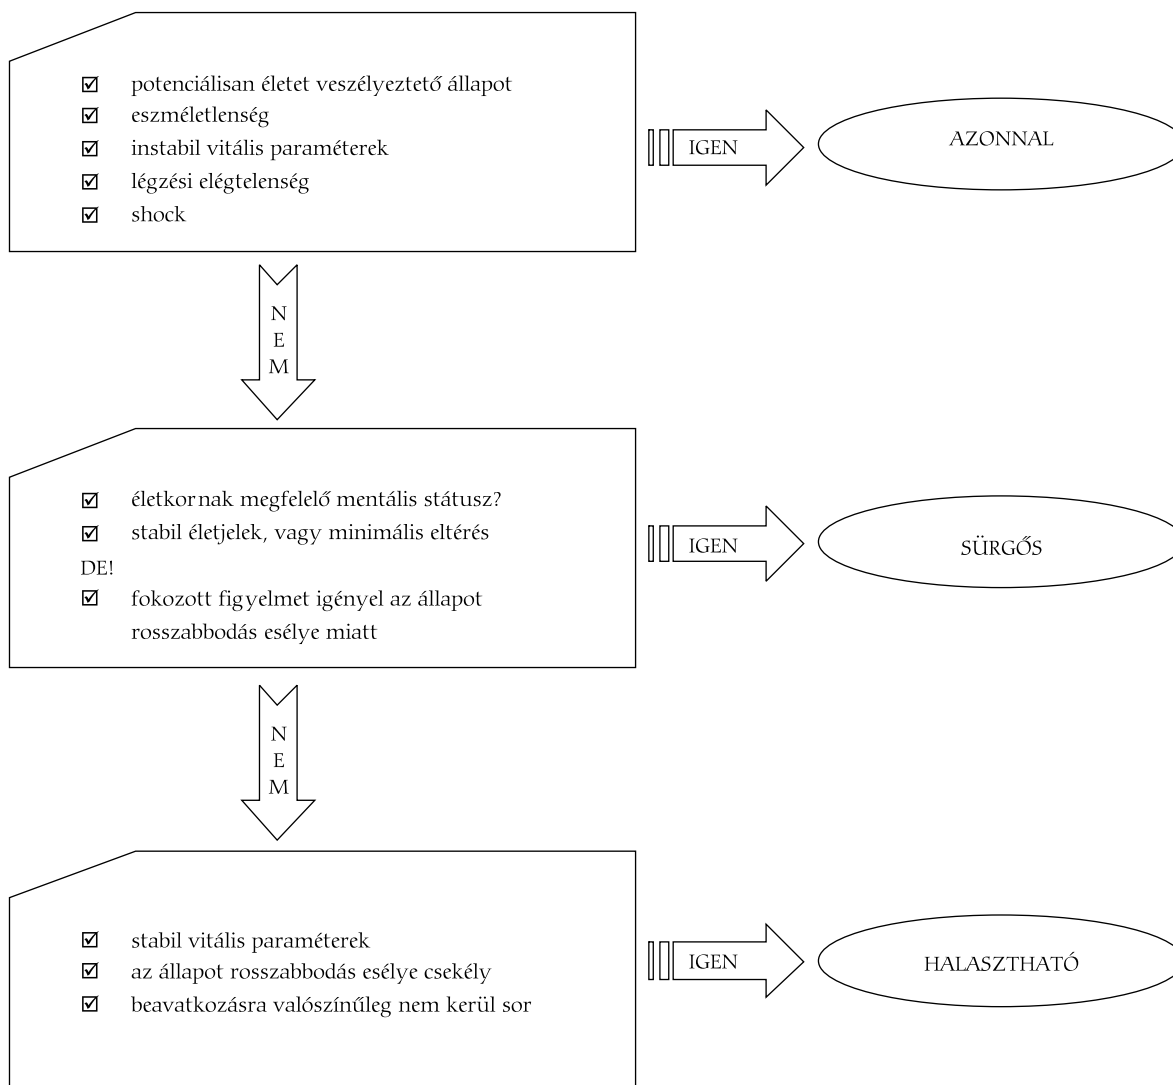 ☑ potenciálisan életet veszélyeztető állapot
☑ eszméletlenség
☑ instabil vitális paraméterek
☑ légzési elégtelenség
☑ shock
IGEN
AZONNAL
N
E
M
☑ életkornak megfelelő mentális státusz?
☑ stabil életjelek, vagy minimális eltérés
DE!
☑ fokozott figyelmet igényel az állapot
rosszabbodás esélye miatt
IGEN
SÜRGŐS
N
E
M
☑ stabil vitális paraméterek
☑ az állapot rosszabbodás esélye csekély
☑ beavatkozásra valószínűleg nem kerül sor
IGEN
HALASZTHATÓ